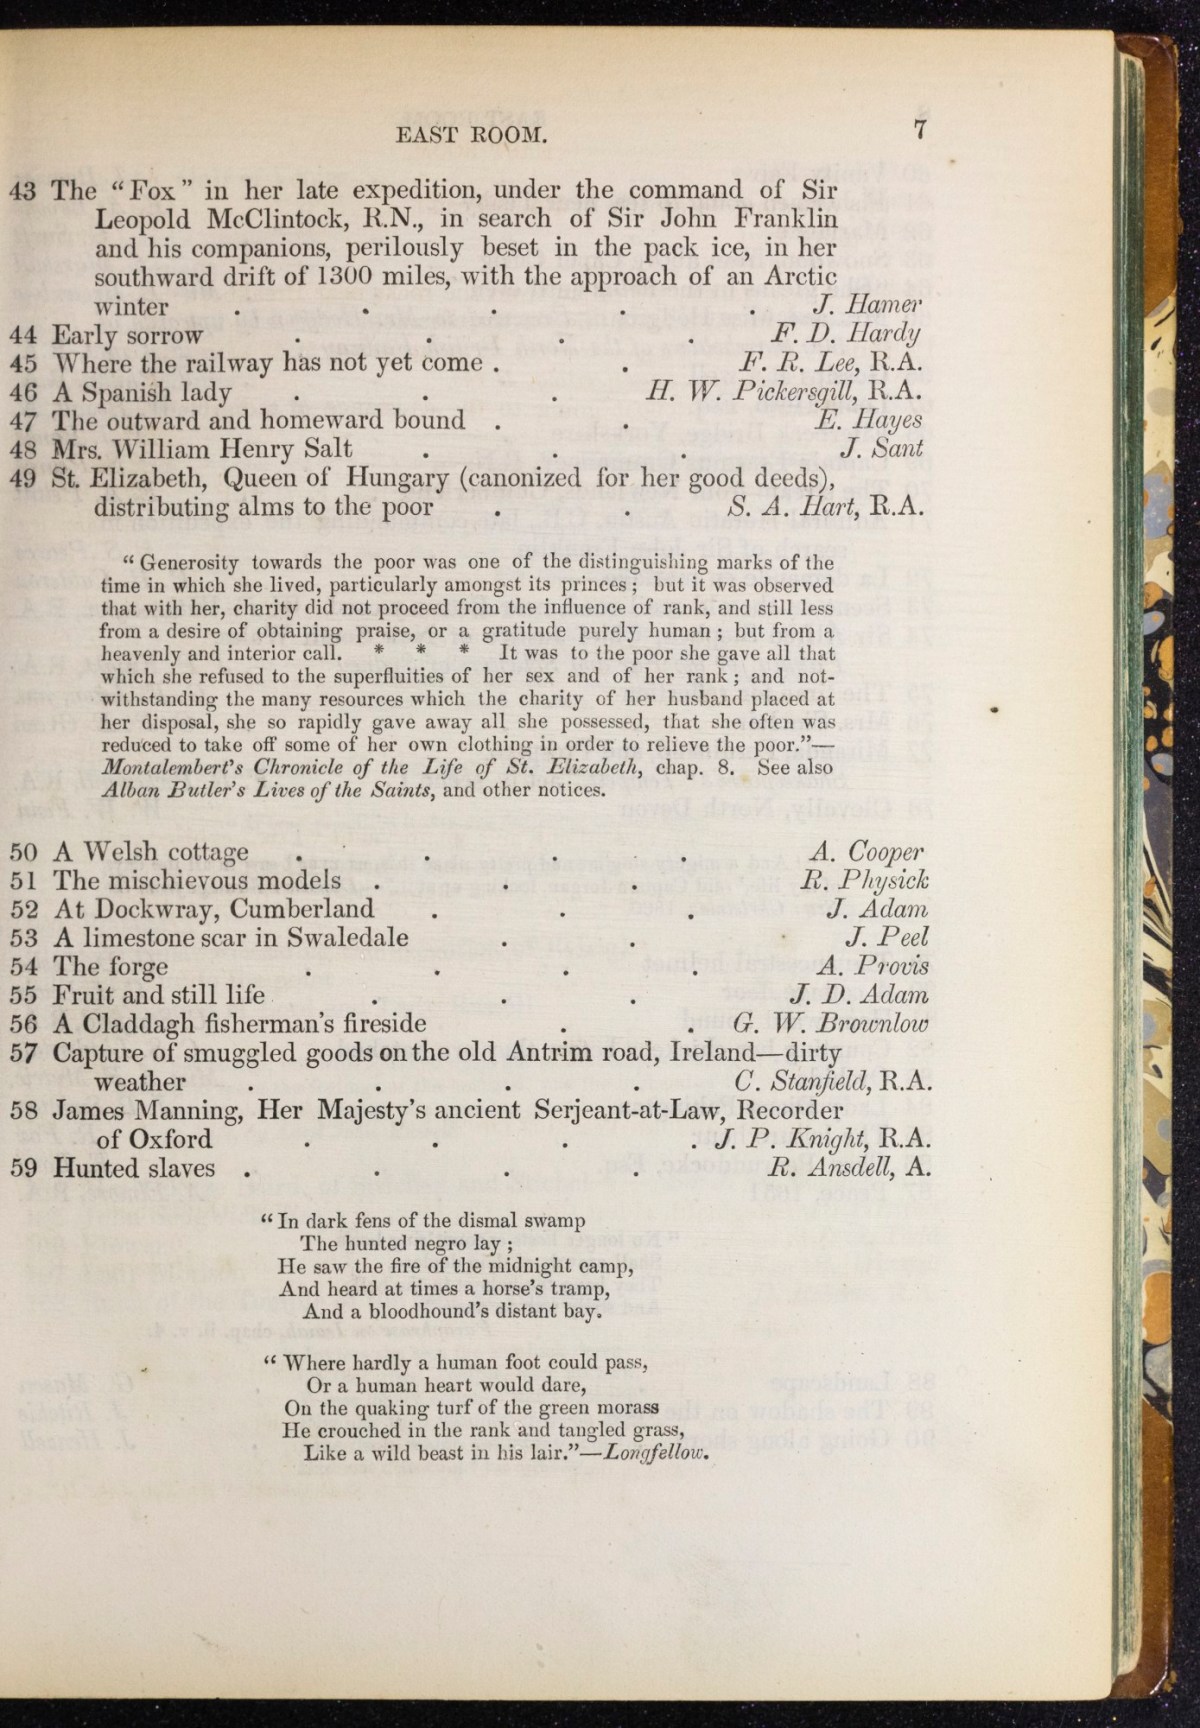 EAST ROOM. 7
43 The "Fox" in her late expedition, under the command of Sir
Leopold McClintock, R.N., in search of Sir John Franklin
and his companions, perilously beset in the pack ice, in her
southward drift of 1300 miles, with the approach of an Arctic
winter . . . . . J. Hamer
44 Early sorrow . . . . F. D. Hardy
45 Where the railway has not yet come . . F. R. Lee, R.A.
46 A Spanish lady . . . H. W. Pickersgill, R.A.
47 The outward and homeward bound . . E. Hayes
48 Mrs. William Henry Salt . . . J. Sant
49 St. Elizabeth, Queen of Hungary (canonized for her good deeds),
distributing alms to the poor . . S. A. Hart, R.A.
"Generosity towards the poor was one of the distinguishing marks of the
time in which she lived, particularly amongst its princes; but it was observed
that with her, charity did not proceed from the influence of rank, and still less
from a desire of obtaining praise, or a gratitude purely human; but from a
heavenly and interior call. * * * It was to the poor she gave all that
which she refused to the superfluities of her sex and of her rank; and not-
withstanding the many resources which the charity of her husband placed at
her disposal, she so rapidly gave away all she possessed, that she often was
reduced to take off some of her own clothing in order to relieve the poor."—
Montalembert's Chronicle of the Life of St. Elizabeth, chap. 8. See also
Alban Butler's Lives of the Saints, and other notices.
50 A Welsh cottage . . . . A. Cooper
51 The mischievous models . . . R. Physick
52 At Dockwray, Cumberland . . . J. Adam
53 A limestone scar in Swaledale . . J. Peel
54 The forge . . . . A. Provis
55 Fruit and still life . . . J. D. Adam
56 A Claddagh fisherman's fireside . . G. W. Brownlow
57 Capture of smuggled goods on the old Antrim road, Ireland—dirty
weather . . . . C. Stanfield, R.A.
58 James Manning, Her Majesty's ancient Serjeant-at-Law, Recorder
of Oxford . . . . J. P. Knight, R.A.
59 Hunted slaves . . . . R. Ansdell, A.
"In dark fens of the dismal swamp
The hunted negro lay;
He saw the fire of the midnight camp,
And heard at times a horse's tramp,
And a bloodhound's distant bay.
"Where hardly a human foot could pass,
Or a human heart would dare,
On the quaking turf of the green morass
He crouched in the rank and tangled grass,
Like a wild beast in his lair."—Longfellow.